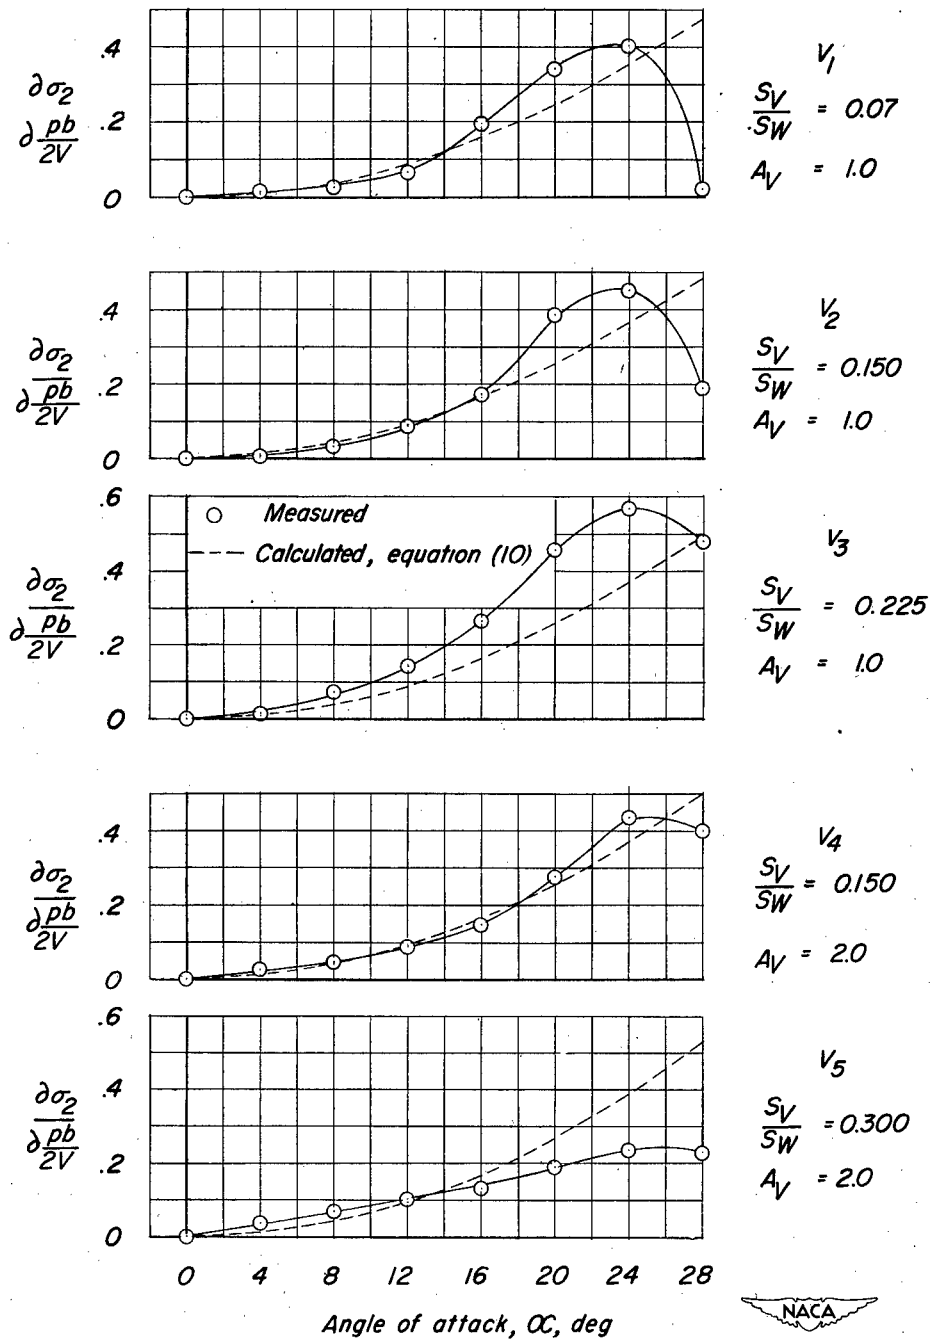 .4
.2
0
∂σ2
∂ pb/2V
V1
SV/SW = 0.07
AV = 1.0
.4
.2
0
∂σ2
∂ pb/2V
V2
SV/SW = 0.150
AV = 1.0
.6
.4
.2
0
∂σ2
∂ pb/2V
Measured
Calculated, equation (10)
V3
SV/SW = 0.225
AV = 1.0
.4
.2
0
∂σ2
∂ pb/2V
V4
SV/SW = 0.150
AV = 2.0
.6
.4
.2
0
∂σ2
∂ pb/2V
V5
SV/SW = 0.300
AV = 2.0
0 4 8 12 16 20 24 28
Angle of attack, α, deg
NACA